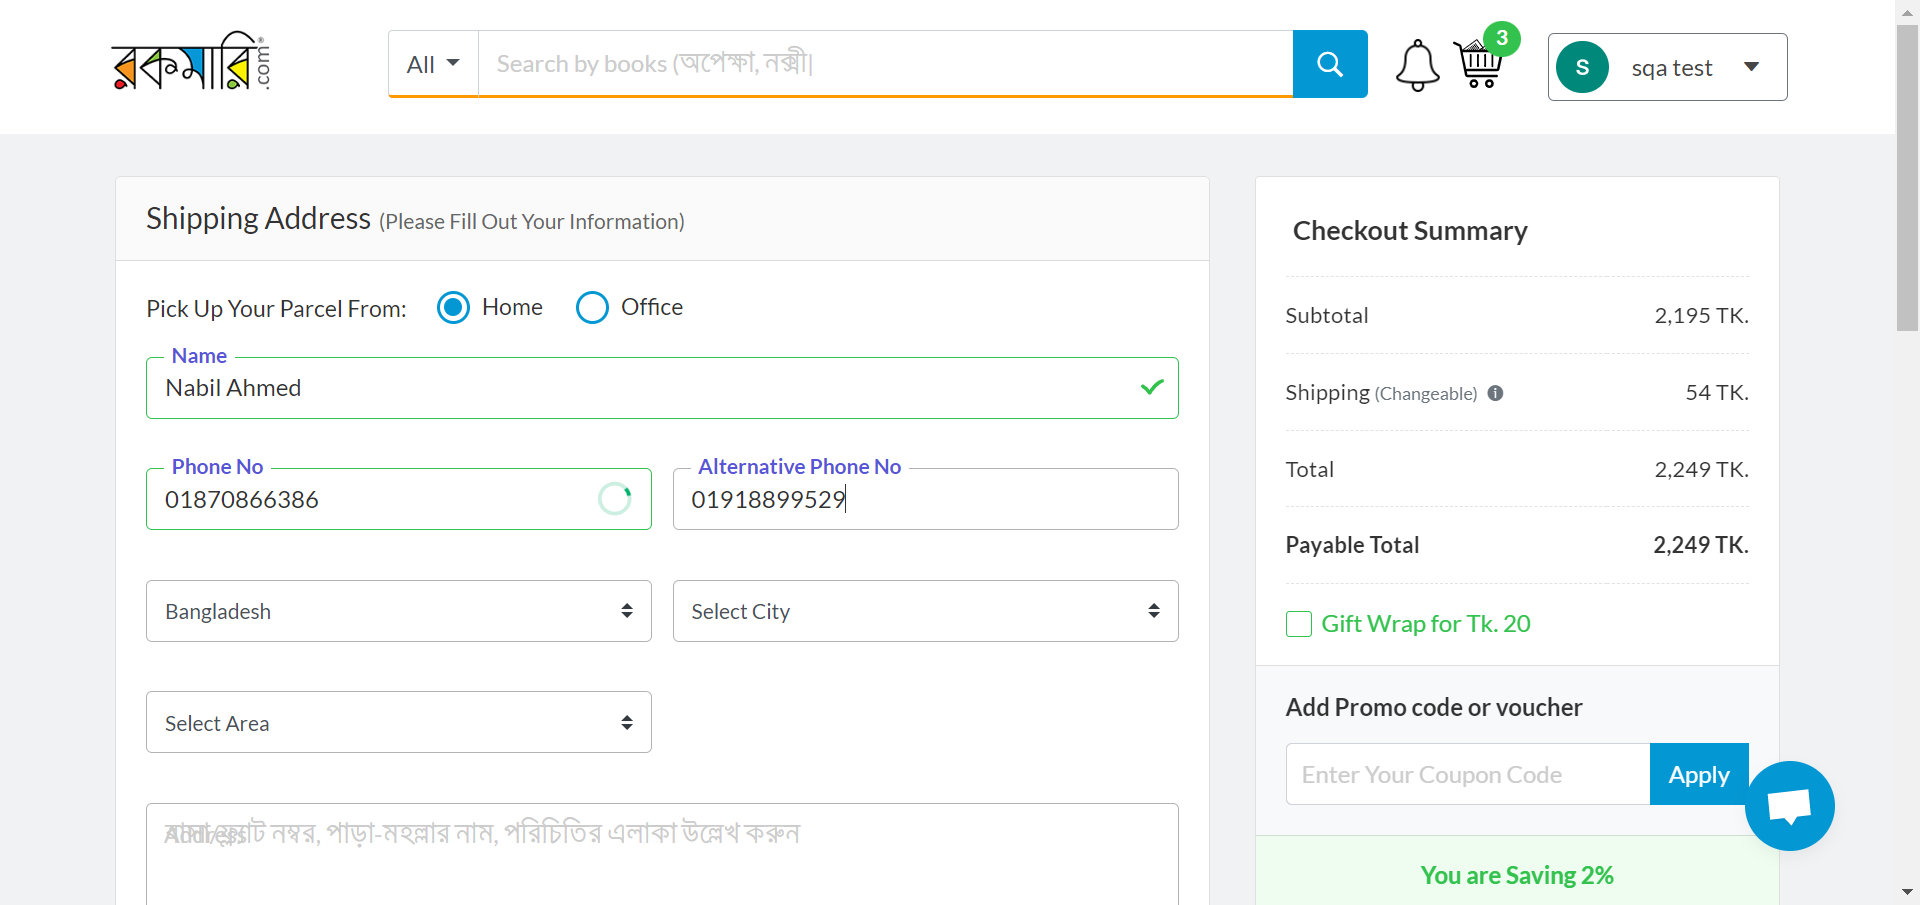 রকমারি.com®
All
Search by books (অপেক্ষা, নক্সী|
3
S
sqa test
Shipping Address (Please Fill Out Your Information)
Pick Up Your Parcel From:
Home
Office
Name
Nabil Ahmed
Phone No
01870866386
Alternative Phone No
01918899529
Bangladesh
Select City
Select Area
Address
নম্বর, পাড়া-মহল্লার নাম, পরিচিতির এলাকা উল্লেখ করুন
Checkout Summary
Subtotal
2,195 TK.
Shipping (Changeable)
54 TK.
Total
2,249 TK.
Payable Total
2,249 TK.
Gift Wrap for Tk. 20
Add Promo code or voucher
Enter Your Coupon Code
Apply
You are Saving 2%